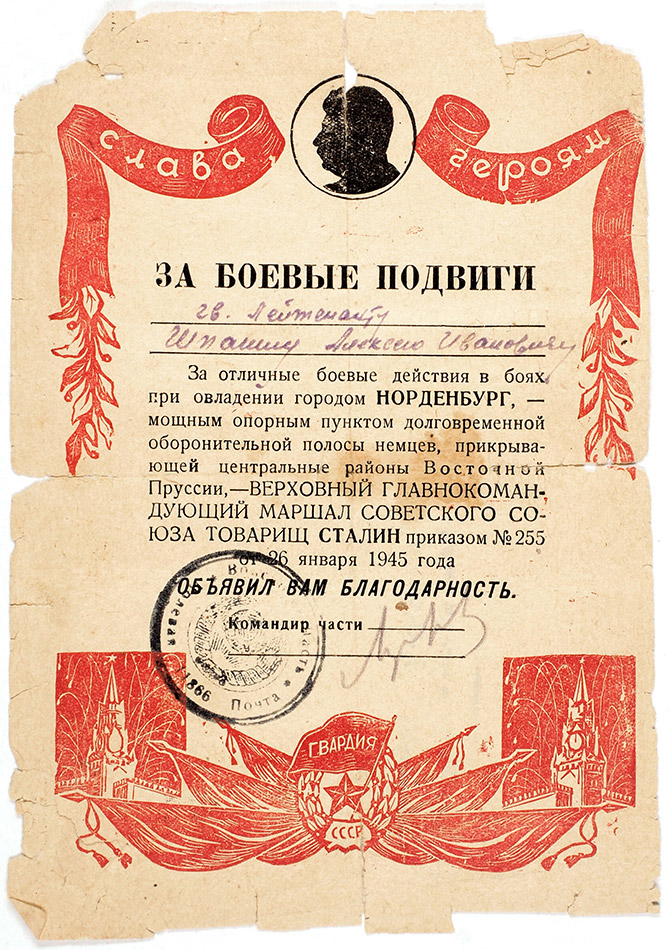 слава героям
ЗА БОЕВЫЕ ПОДВИГИ
гв. Лейтенанту
Алексею Ивановичу
За отличные боевые действия в боях
при овладении городом НОРДЕНБУРГ, —
мощным опорным пунктом долговременной
оборонительной полосы немцев, прикрыва-
ющей центральные районы Восточной
Пруссии,—ВЕРХОВНЫЙ ГЛАВНОКОМАН-
ДУЮЩИЙ МАРШАЛ СОВЕТСКОГО СО-
ЮЗА ТОВАРИЩ СТАЛИН приказом № 255
от 26 января 1945 года
ОБЪЯВИЛ ВАМ БЛАГОДАРНОСТЬ.
Командир части
Полевая Почта
1866
ГВАРДИЯ
СССР